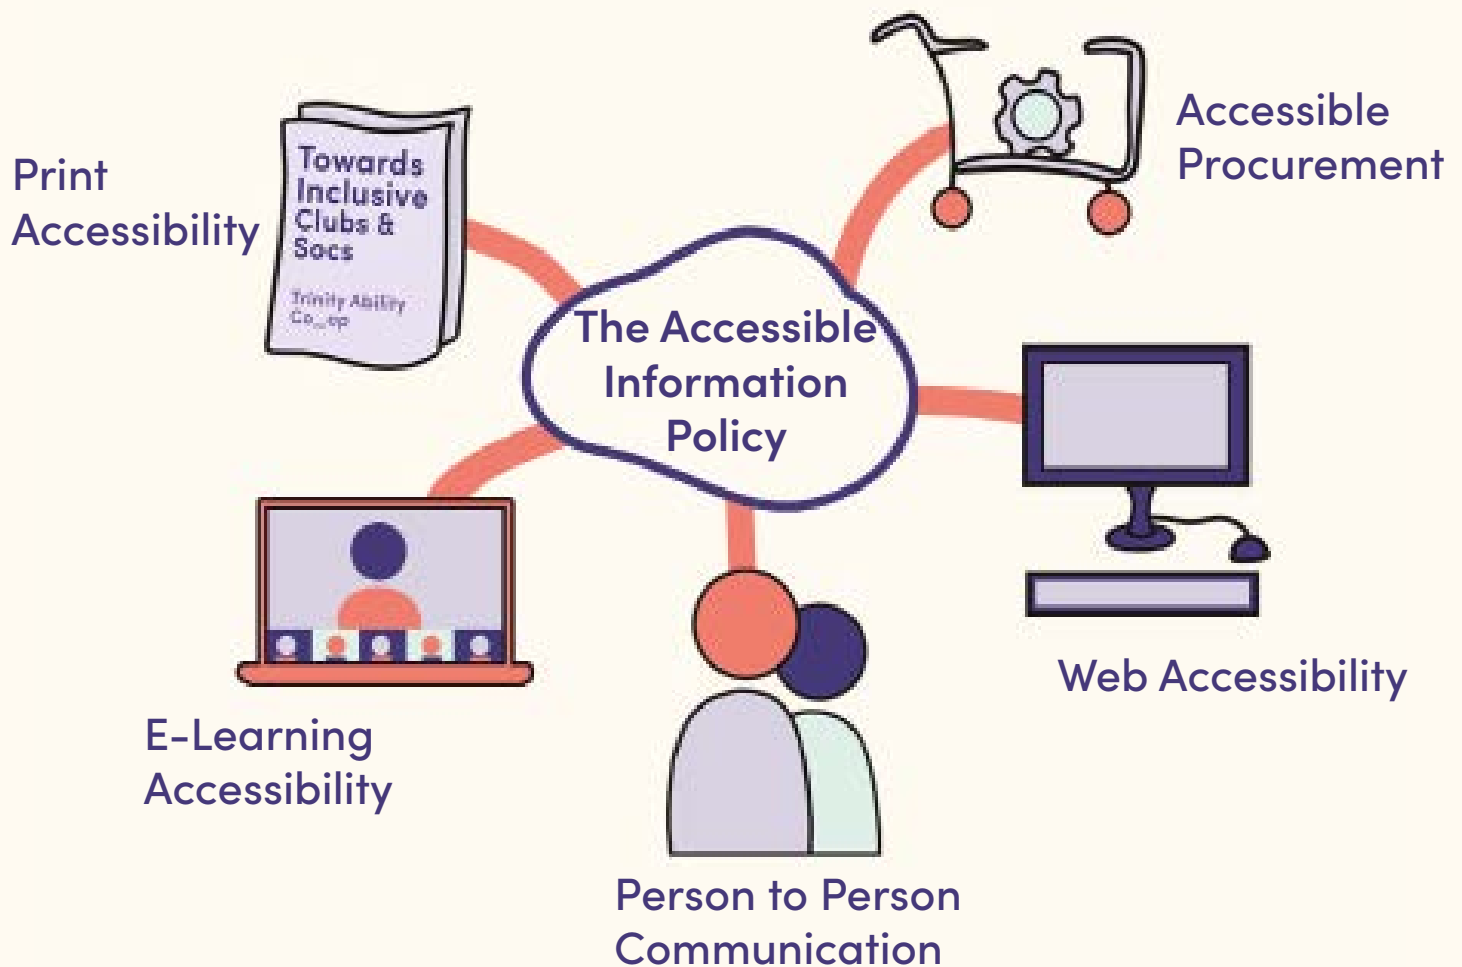 Print
Accessibility
Towards
Inclusive
Clubs &
Socs
Trinity Ability
Co_op
Accessible
Procurement
The Accessible
Information
Policy
Web Accessibility
E-Learning
Accessibility
Person to Person
Communication